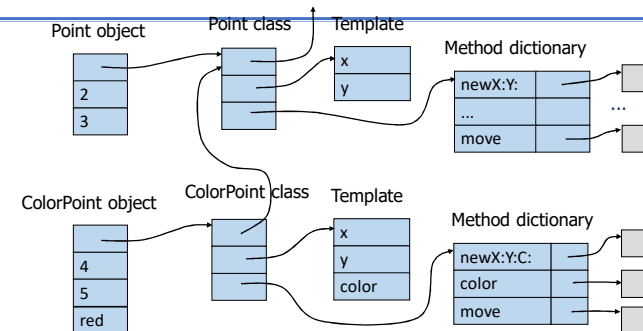 Point object
Point class
Template
Method dictionary
2
3
x
y
newX:Y:
...
move
...
ColorPoint object
ColorPoint class
Template
Method dictionary
4
5
red
x
y
color
newX:Y:C:
color
move